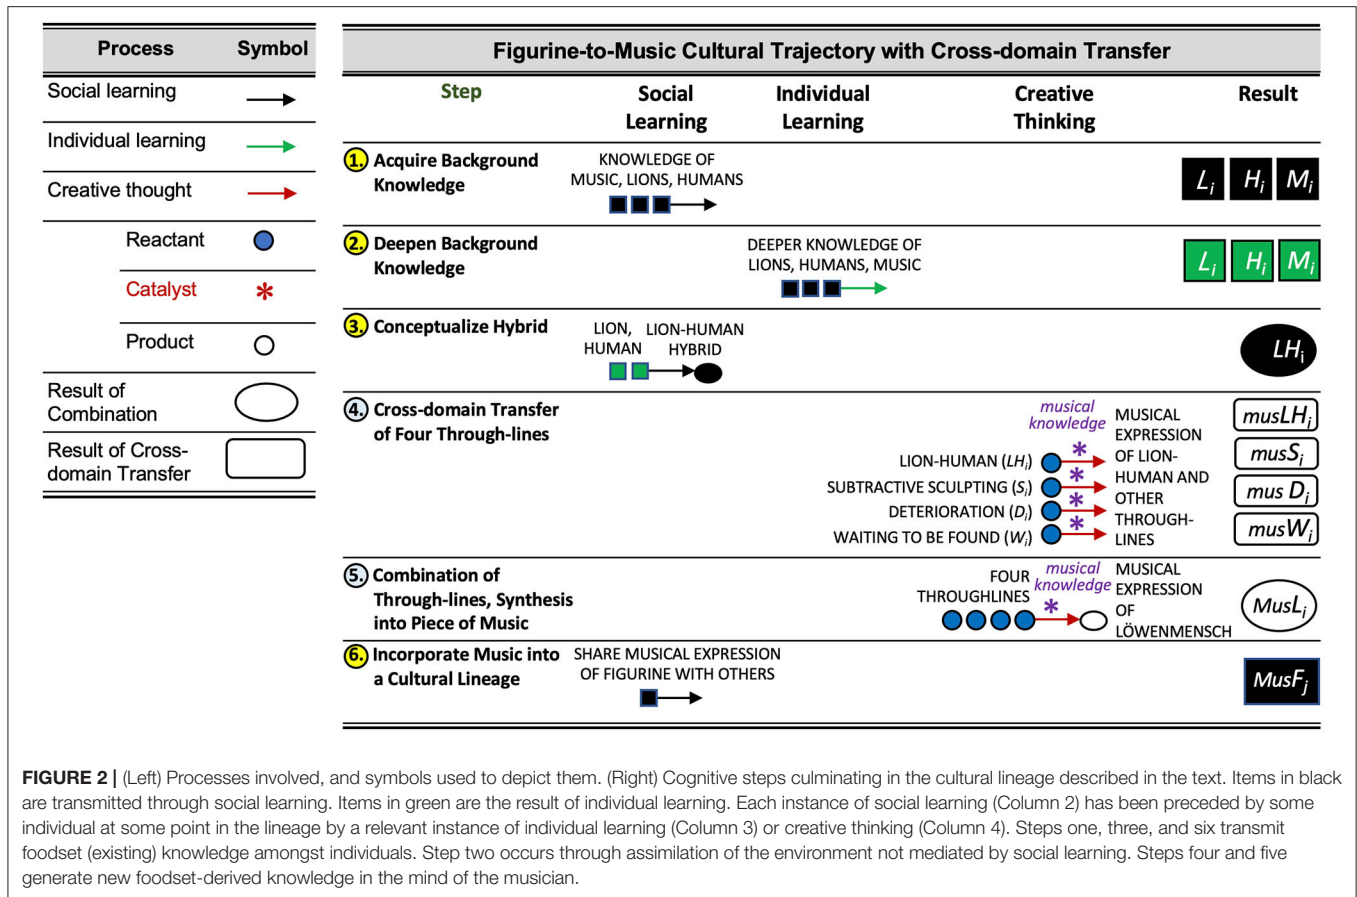 Process Symbol
Social learning
Individual learning
Creative thought
Reactant
Catalyst *
Product
Result of
Combination
Result of Cross-
domain Transfer
Figurine-to-Music Cultural Trajectory with Cross-domain Transfer
Step Social Learning Individual Learning Creative Thinking Result
1. Acquire Background
Knowledge
KNOWLEDGE OF
MUSIC, LIONS, HUMANS
Li Hi Mi
2. Deepen Background
Knowledge
DEEPER KNOWLEDGE OF
LIONS, HUMANS, MUSIC
Li Hi Mi
3. Conceptualize Hybrid
LION,
HUMAN
LION-HUMAN
HYBRID
LHi
4. Cross-domain Transfer
of Four Through-lines
musical
knowledge
LION-HUMAN (LHi) *
SUBTRACTIVE SCULPTING (Si) *
DETERIORATION (Di) *
WAITING TO BE FOUND (Wi) *
MUSICAL
EXPRESSION
OF LION-
HUMAN AND
OTHER
THROUGH-
LINES
musLHi
musSi
mus Di
musWi
5. Combination of
Through-lines, Synthesis
into Piece of Music
FOUR
THROUGHLINES
musical
knowledge
*
MUSICAL
EXPRESSION
OF
LÖWENMENSCH
MusLi
6. Incorporate Music into
a Cultural Lineage
SHARE MUSICAL EXPRESSION
OF FIGURINE WITH OTHERS
MusFj
FIGURE 2 | (Left) Processes involved, and symbols used to depict them. (Right) Cognitive steps culminating in the cultural lineage described in the text. Items in black
are transmitted through social learning. Items in green are the result of individual learning. Each instance of social learning (Column 2) has been preceded by some
individual at some point in the lineage by a relevant instance of individual learning (Column 3) or creative thinking (Column 4). Steps one, three, and six transmit
foodset (existing) knowledge amongst individuals. Step two occurs through assimilation of the environment not mediated by social learning. Steps four and five
generate new foodset-derived knowledge in the mind of the musician.